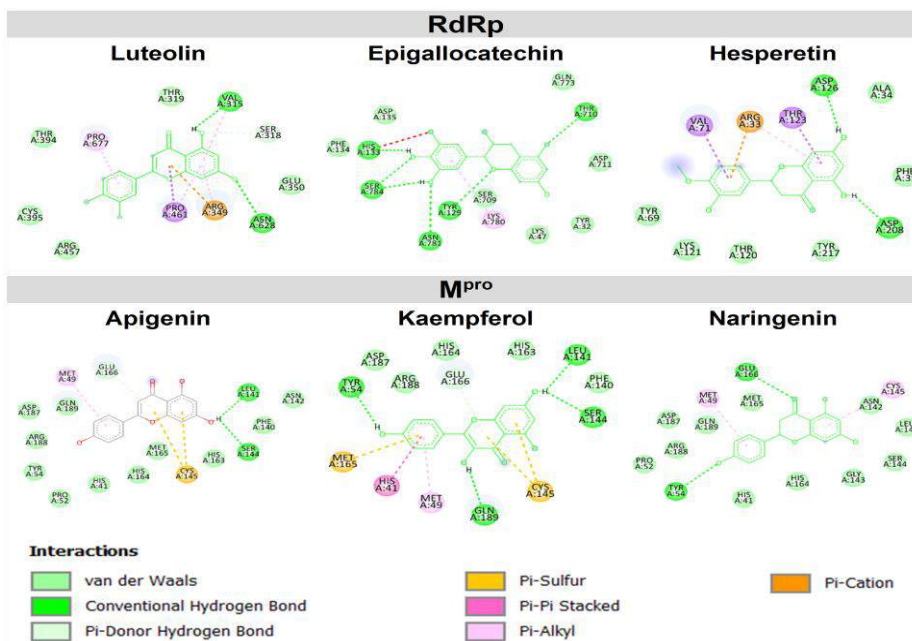 RdRp
Luteolin
Epigallocatechin
Hesperetin
THR
A:319
VAL
A:315
THR
A:394
PRO
A:677
SER
A:318
GLU
A:350
CYS
A:395
PRO
A:461
ARG
A:349
ASN
A:628
ARG
A:457
H
GLN
A:773
ASP
A:135
THR
A:710
PHE
A:134
HIS
A:133
H
ASP
A:711
SER
A:784
H
SER
A:709
TYR
A:129
LYS
A:780
ASN
A:781
LYS
A:47
TYR
A:32
ASP
A:126
ALA
A:34
VAL
A:71
ARG
A:33
THR
A:123
H
PHE
A:3
TYR
A:69
H
ASP
A:208
LYS
A:121
THR
A:120
TYR
A:217
Mpro
Apigenin
Kaempferol
Naringenin
MET
A:49
GLU
A:166
LEU
A:141
ASN
A:142
ASP
A:187
GLN
A:189
H
PHE
A:140
ARG
A:188
MET
A:165
HIS
A:163
SER
A:144
TYR
A:54
HIS
A:164
CYS
A:145
PRO
A:52
HIS
A:41
O
ASP
A:187
HIS
A:164
HIS
A:163
LEU
A:141
TYR
A:54
ARG
A:188
GLU
A:166
H
PHE
A:140
H
SER
A:144
MET
A:165
HIS
A:41
H
CYS
A:145
MET
A:49
GLN
A:189
GLU
A:166
CYS
A:145
MET
A:49
MET
A:165
ASN
A:142
ASP
A:187
GLN
A:189
LEU
A:14
ARG
A:188
SER
A:144
PRO
A:52
TYR
A:54
HIS
A:41
HIS
A:164
GLY
A:143
Interactions
van der Waals
Conventional Hydrogen Bond
Pi-Donor Hydrogen Bond
Pi-Sulfur
Pi-Pi Stacked
Pi-Alkyl
Pi-Cation